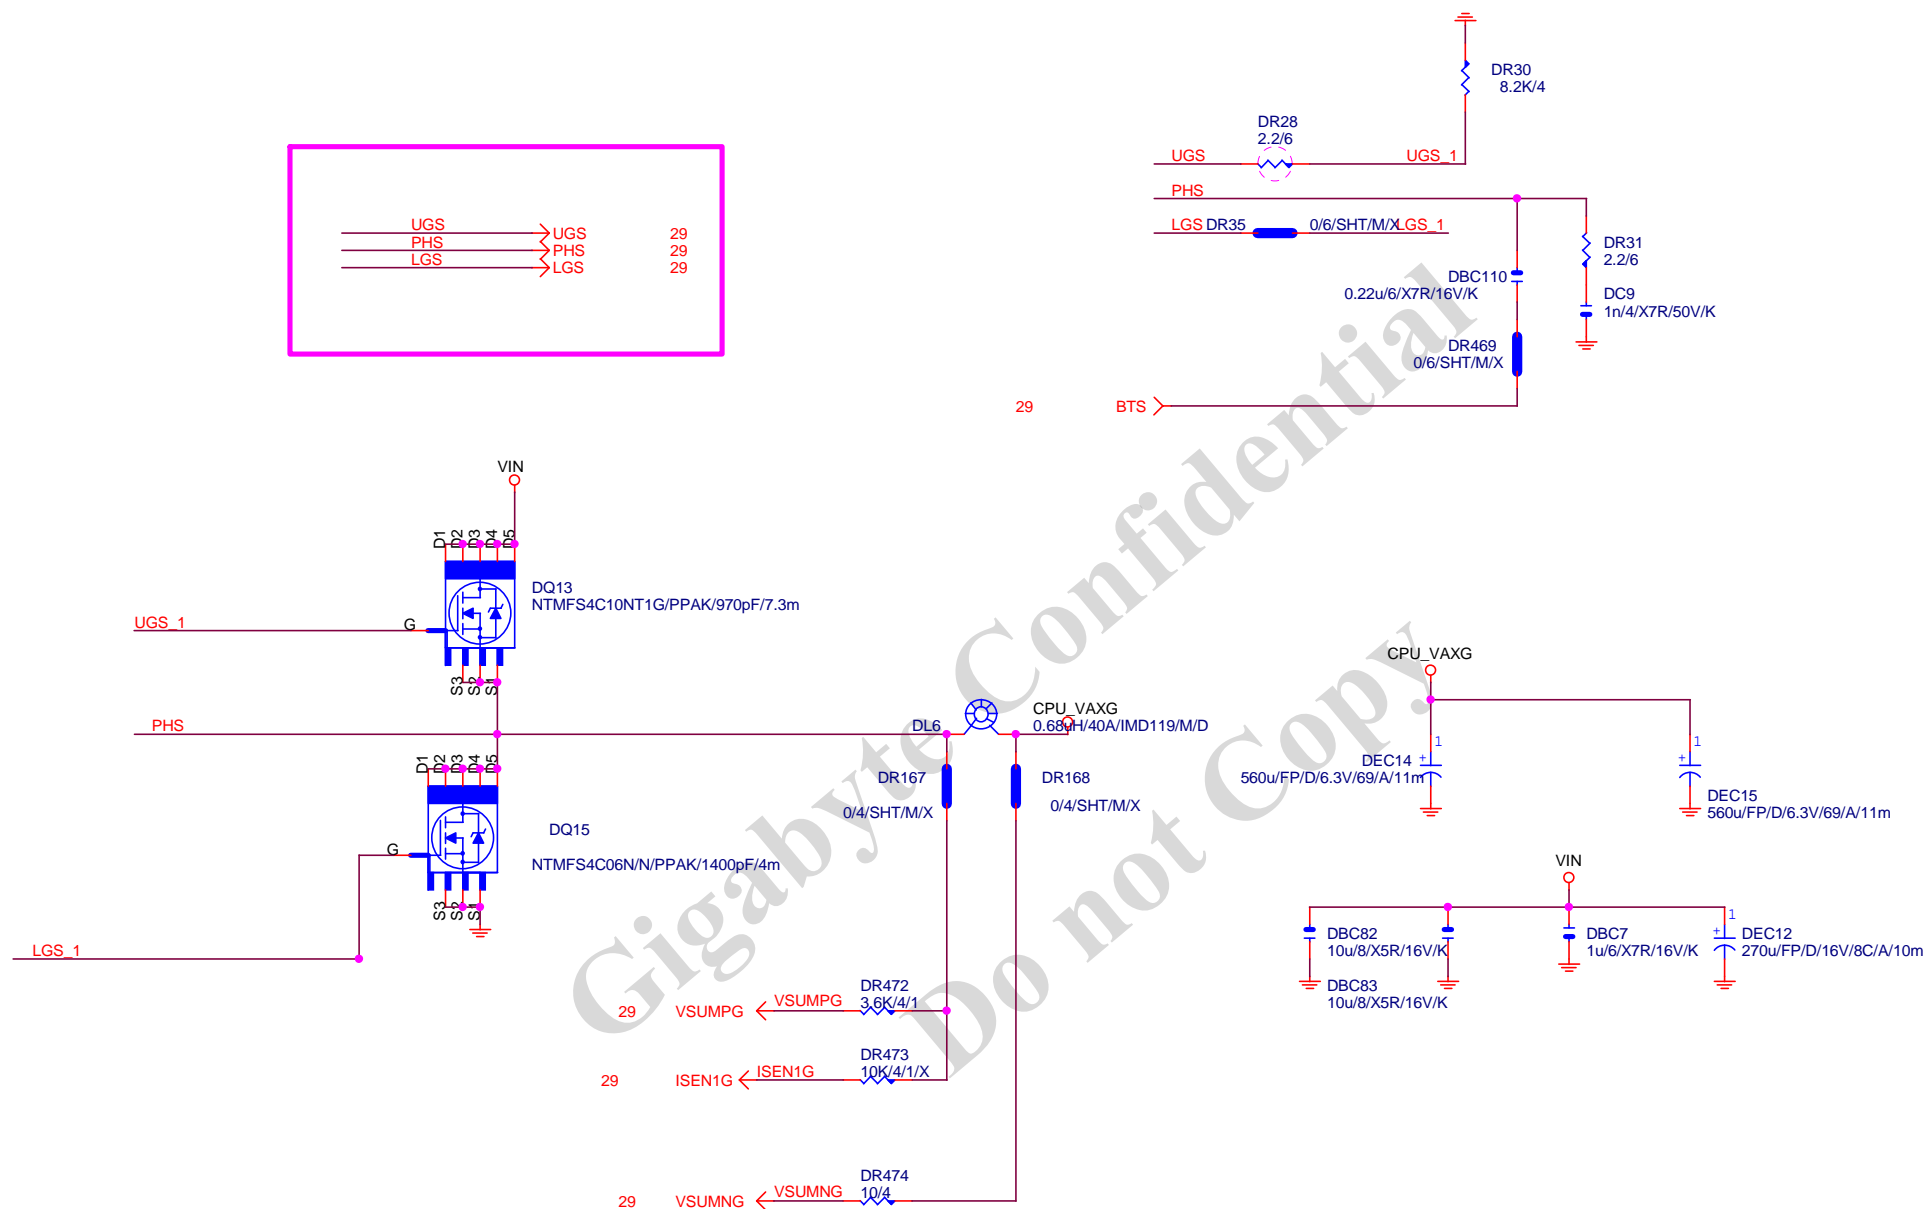 DR30
8.2K/4
DR28
2.2/6
UGS
UGS_1
PHS
LGS
DR35
0/6/SHT/M/X
LGS_1
DR31
2.2/6
DBC110
0.22u/6/X7R/16V/K
DC9
1n/4/X7R/50V/K
DR469
0/6/SHT/M/X
29
BTS
UGS
UGS
29
PHS
PHS
29
LGS
LGS
29
VIN
D1
D2
D3
D4
D5
DQ13
NTMFS4C10NT1G/PPAK/970pF/7.3m
UGS_1
G
S3
S2
S1
PHS
DL6
CPU_VAXG
0.68uH/40A/IMD119/M/D
D1
D2
D3
D4
D5
DR167
0/4/SHT/M/X
DR168
0/4/SHT/M/X
DQ15
NTMFS4C06N/N/PPAK/1400pF/4m
G
S3
S2
S1
LGS_1
CPU_VAXG
1
+
DEC14
560u/FP/D/6.3V/69/A/11m
1
+
DEC15
560u/FP/D/6.3V/69/A/11m
VIN
DBC82
10u/8/X5R/16V/K
DBC83
10u/8/X5R/16V/K
DBC7
1u/6/X7R/16V/K
1
+
DEC12
270u/FP/D/16V/8C/A/10m
29
VSUMPG
VSUMPG
DR472
3.6K/4/1
29
ISEN1G
ISEN1G
DR473
10K/4/1/X
29
VSUMNG
VSUMNG
DR474
10/4
Gigabyte Confidential
Do not Copy